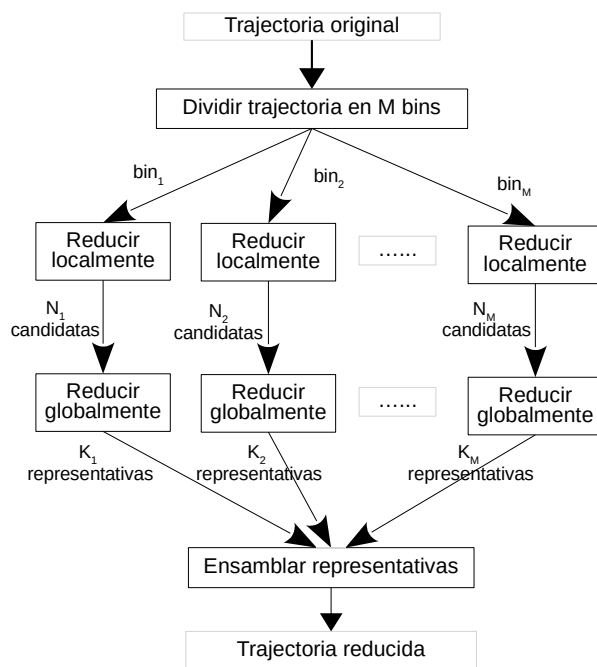 Trajectoria original
Dividir trajectoria en M bins
bin1
bin2
binM
Reducir localmente
Reducir localmente
......
Reducir localmente
N1 candidatas
N2 candidatas
NM candidatas
Reducir globalmente
Reducir globalmente
......
Reducir globalmente
K1 representativas
K2 representativas
KM representativas
Ensamblar representativas
Trajectoria reducida